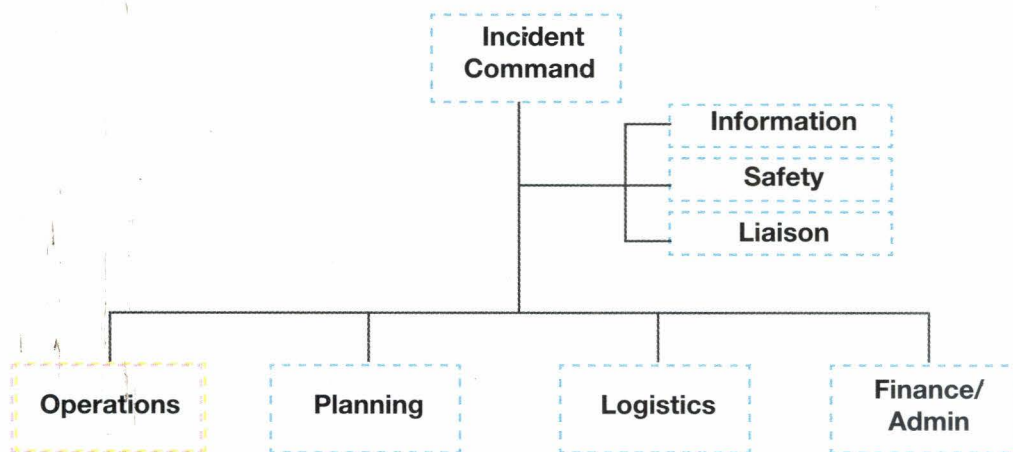 Incident
Command
Information
Safety
Liaison
Operations
Planning
Logistics
Finance/
Admin